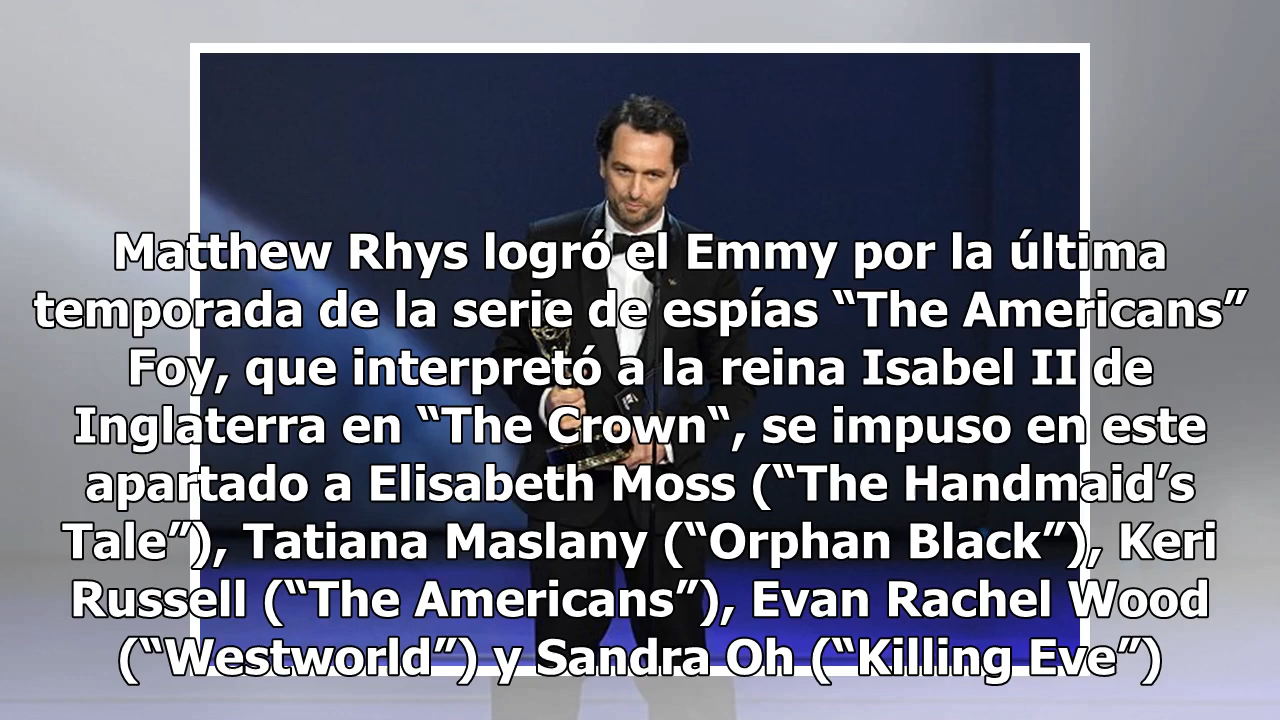 Matthew Rhys logró el Emmy por la última
temporada de la serie de espías “The Americans”
Foy, que interpretó a la reina Isabel II de
Inglaterra en “The Crown“, se impuso en este
apartado a Elisabeth Moss (“The Handmaid’s
Tale”), Tatiana Maslany (“Orphan Black”), Keri
Russell (“The Americans”), Evan Rachel Wood
(“Westworld”) y Sandra Oh (“Killing Eve”)